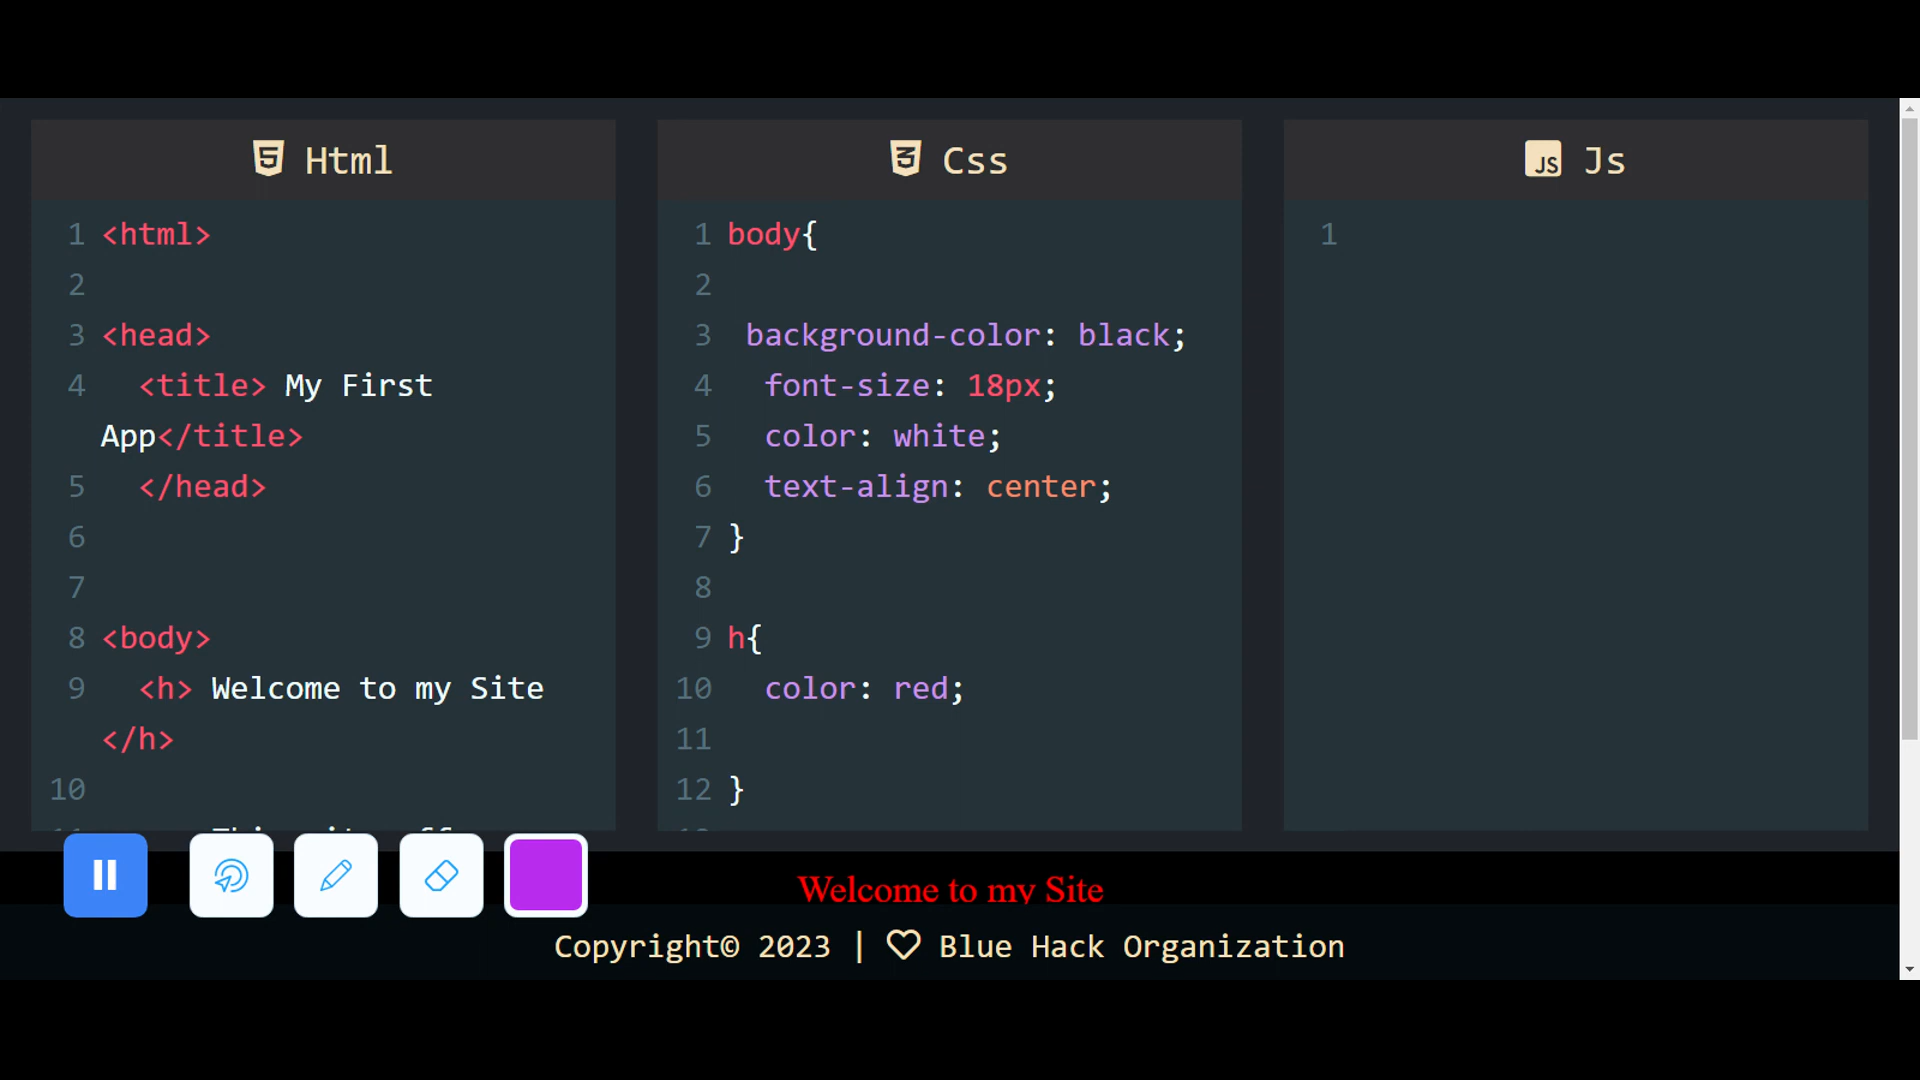 Html
1 <html>
2
3 <head>
4 <title> My First
App</title>
5 </head>
6
7
8 <body>
9 <h> Welcome to my Site
</h>
10
Css
1 body{
2
3 background-color: black;
4 font-size: 18px;
5 color: white;
6 text-align: center;
7 }
8
9 h{
10 color: red;
11
12 }
JS Js
1
Welcome to my Site
Copyright© 2023 | Blue Hack Organization